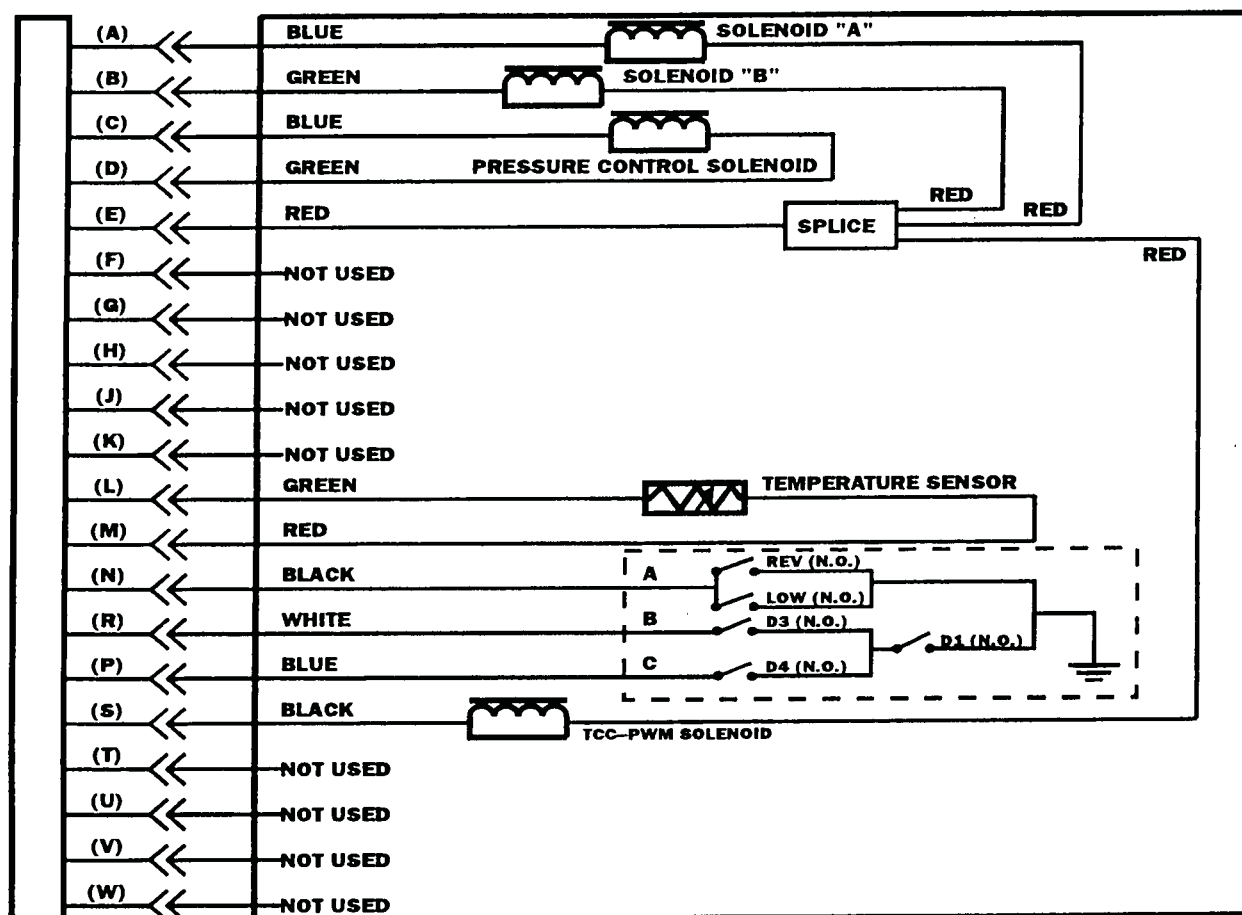 (A) BLUE SOLENOID "A"
(B) GREEN SOLENOID "B"
(C) BLUE
(D) GREEN PRESSURE CONTROL SOLENOID
RED
(E) RED SPLICE RED
RED
(F) NOT USED
(G) NOT USED
(H) NOT USED
(J) NOT USED
(K) NOT USED
(L) GREEN TEMPERATURE SENSOR
(M) RED
(N) BLACK A REV (N.O.)
LOW (N.O.)
(R) WHITE B D3 (N.O.)
D1 (N.O.)
(P) BLUE C D4 (N.O.)
(S) BLACK
TCC-PWM SOLENOID
(T) NOT USED
(U) NOT USED
(V) NOT USED
(W) NOT USED